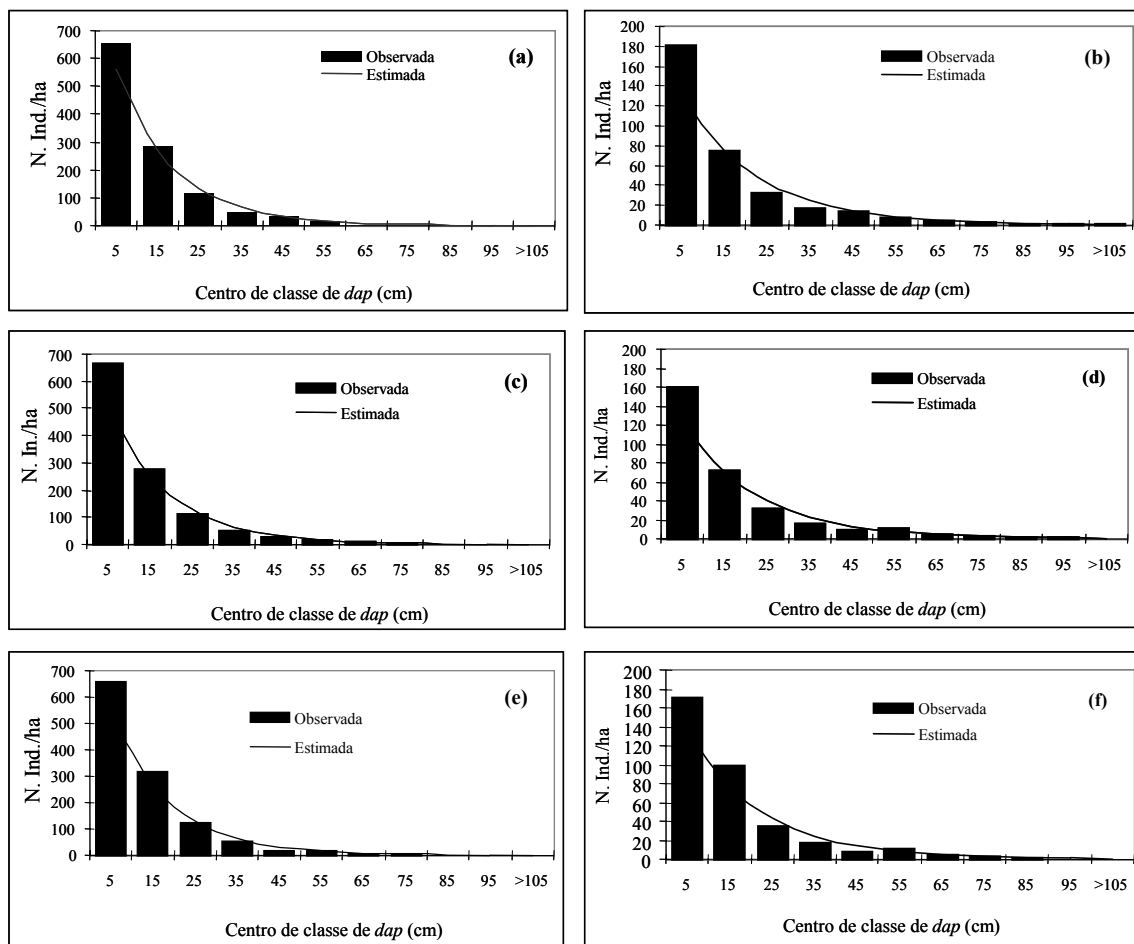 700
600
500
400
300
200
100
0
N. Ind./ha
Observada
Estimada
(a)
5 15 25 35 45 55 65 75 85 95 >105
Centro de classe de dap (cm)
200
180
160
140
120
100
80
60
40
20
0
N. Ind./ha
Observada
Estimada
(b)
5 15 25 35 45 55 65 75 85 95 >105
Centro de classe de dap (cm)
700
600
500
400
300
200
100
0
N. In./ha
Observada
Estimada
(c)
5 15 25 35 45 55 65 75 85 95 >105
Centro de classe de dap (cm)
200
180
160
140
120
100
80
60
40
20
0
N. Ind./ha
Observada
Estimada
(d)
5 15 25 35 45 55 65 75 85 95 >105
Centro de classe de dap (cm)
700
600
500
400
300
200
100
0
N. Ind./ha
Observada
Estimada
(e)
5 15 25 35 45 55 65 75 85 95 >105
Centro de classe de dap (cm)
200
180
160
140
120
100
80
60
40
20
0
N. Ind./ha
Observada
Estimada
(f)
5 15 25 35 45 55 65 75 85 95 >105
Centro de classe de dap (cm)